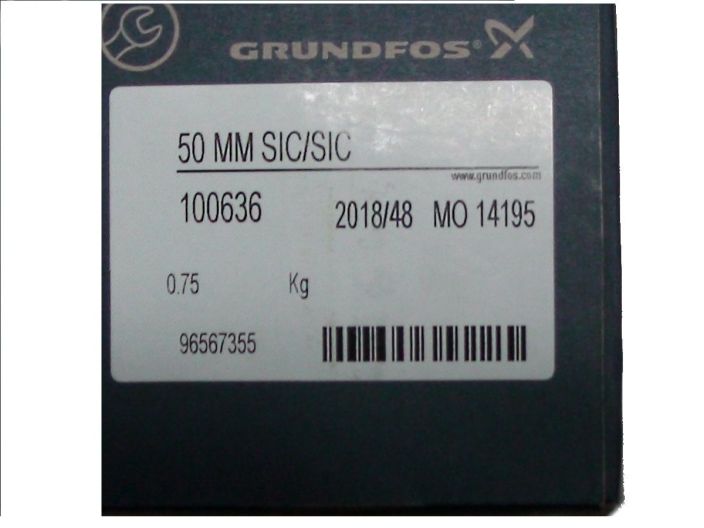 GRUNDFOS
50 MM SIC/SIC
www.grundfos.com
100636 2018/48 MO 14195
0.75 Kg
96567355